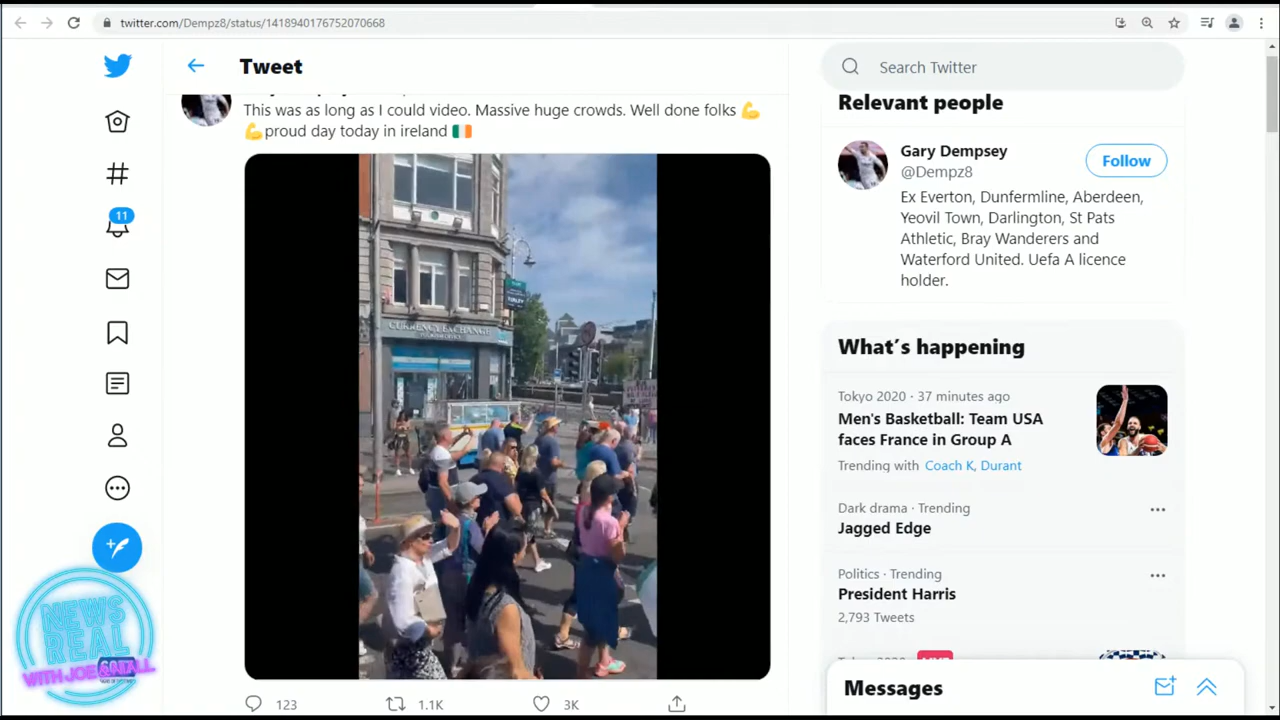 twitter.com/Dempz8/status/1418940176752070668
Tweet
Search Twitter
This was as long as I could video. Massive huge crowds. Well done folks 💪
💪proud day today in ireland 🇮🇪
CURRENCY EXCHANGE
Relevant people
Gary Dempsey
@Dempz8
Follow
Ex Everton, Dunfermline, Aberdeen,
Yeovil Town, Darlington, St Pats
Athletic, Bray Wanderers and
Waterford United. Uefa A licence
holder.
11
What's happening
Tokyo 2020 · 37 minutes ago
Men's Basketball: Team USA
faces France in Group A
Trending with Coach K, Durant
Dark drama · Trending
Jagged Edge
Politics · Trending
President Harris
2,793 Tweets
Messages
123
1.1K
3K
NEWS
REAL
WITH JOE & NIALL